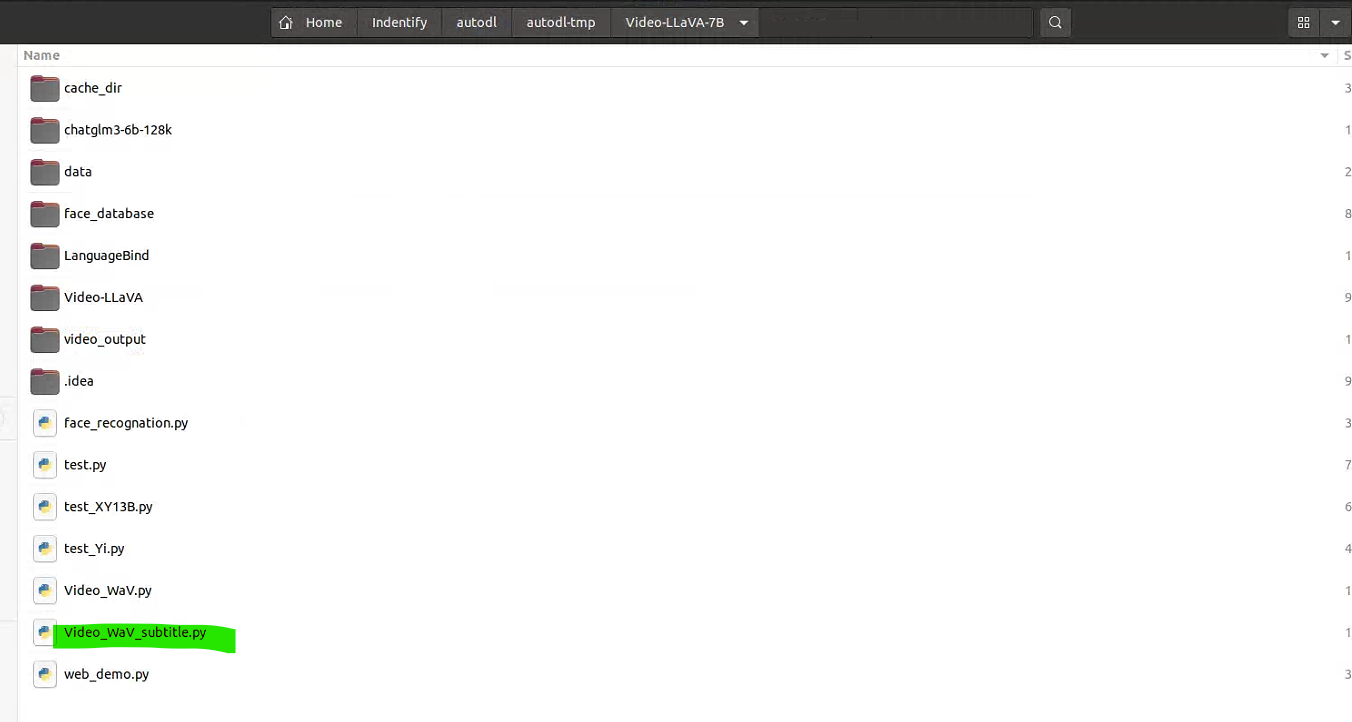 Home Indentify autodl autodl-tmp Video-LLaVA-7B
Name S
cache_dir 3
chatglm3-6b-128k 1
data 2
face_database 8
LanguageBind 1
Video-LLaVA 9
video_output 1
.idea 9
face_recognation.py 3
test.py 7
test_XY13B.py 6
test_Yi.py 4
Video_WaV.py 1
Video_WaV_subtitle.py 1
web_demo.py 3